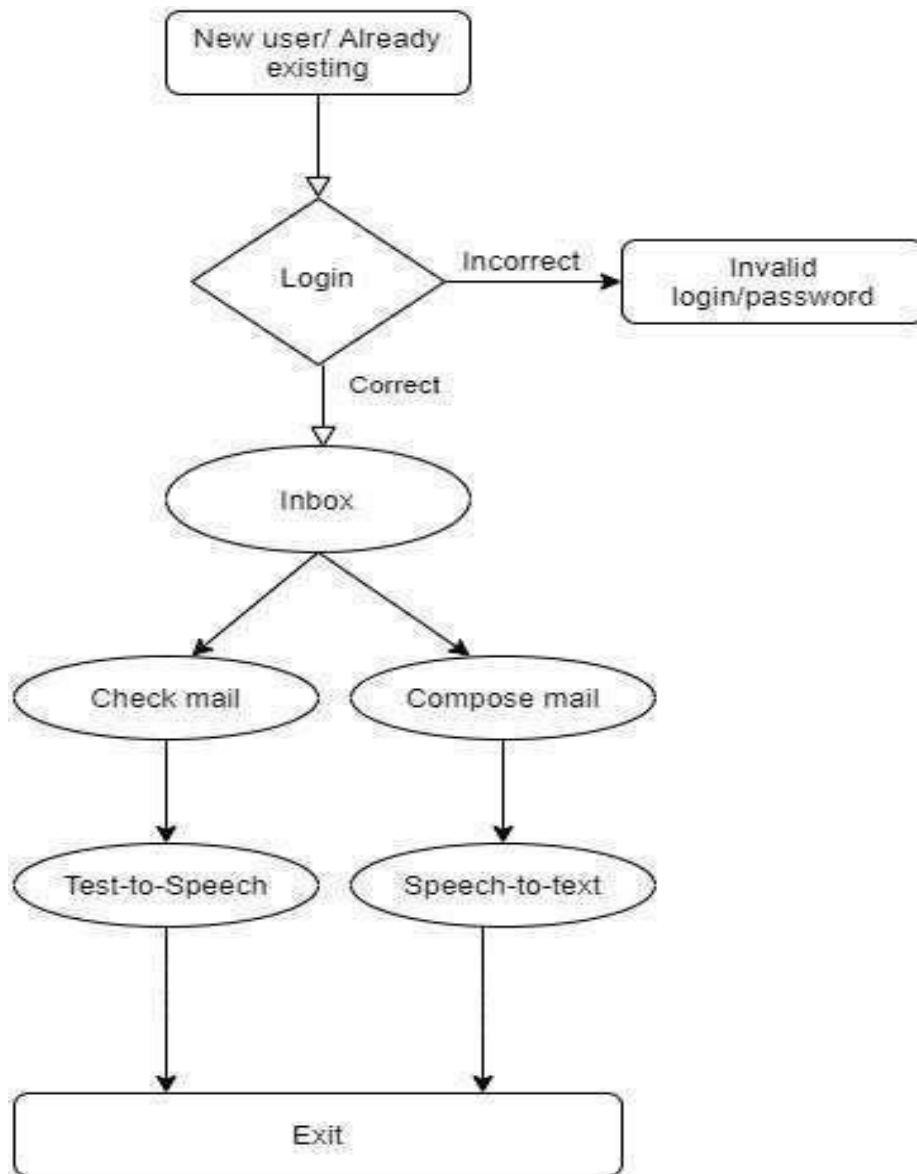 New user/ Already
existing
Login
Incorrect
Invalid
login/password
Correct
Inbox
Check mail
Compose mail
Test-to-Speech
Speech-to-text
Exit